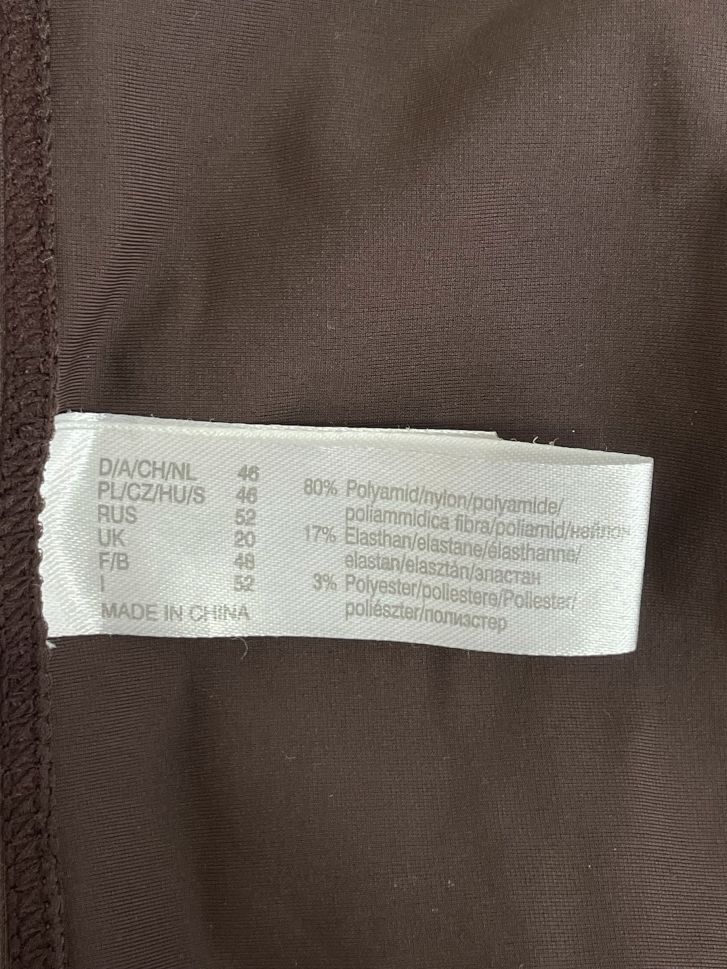 D/A/CH/NL 46
PL/CZ/HU/S 46
RUS 52
UK 20
F/B 48
I 52
MADE IN CHINA
80% Polyamid/nylon/polyamide/
poliammidica fibra/poliamid/нейлон
17% Elasthan/elastane/élasthanne/
elastan/elasztán/эластан
3% Polyester/poliestere/Poliester/
poliészter/полиэстер